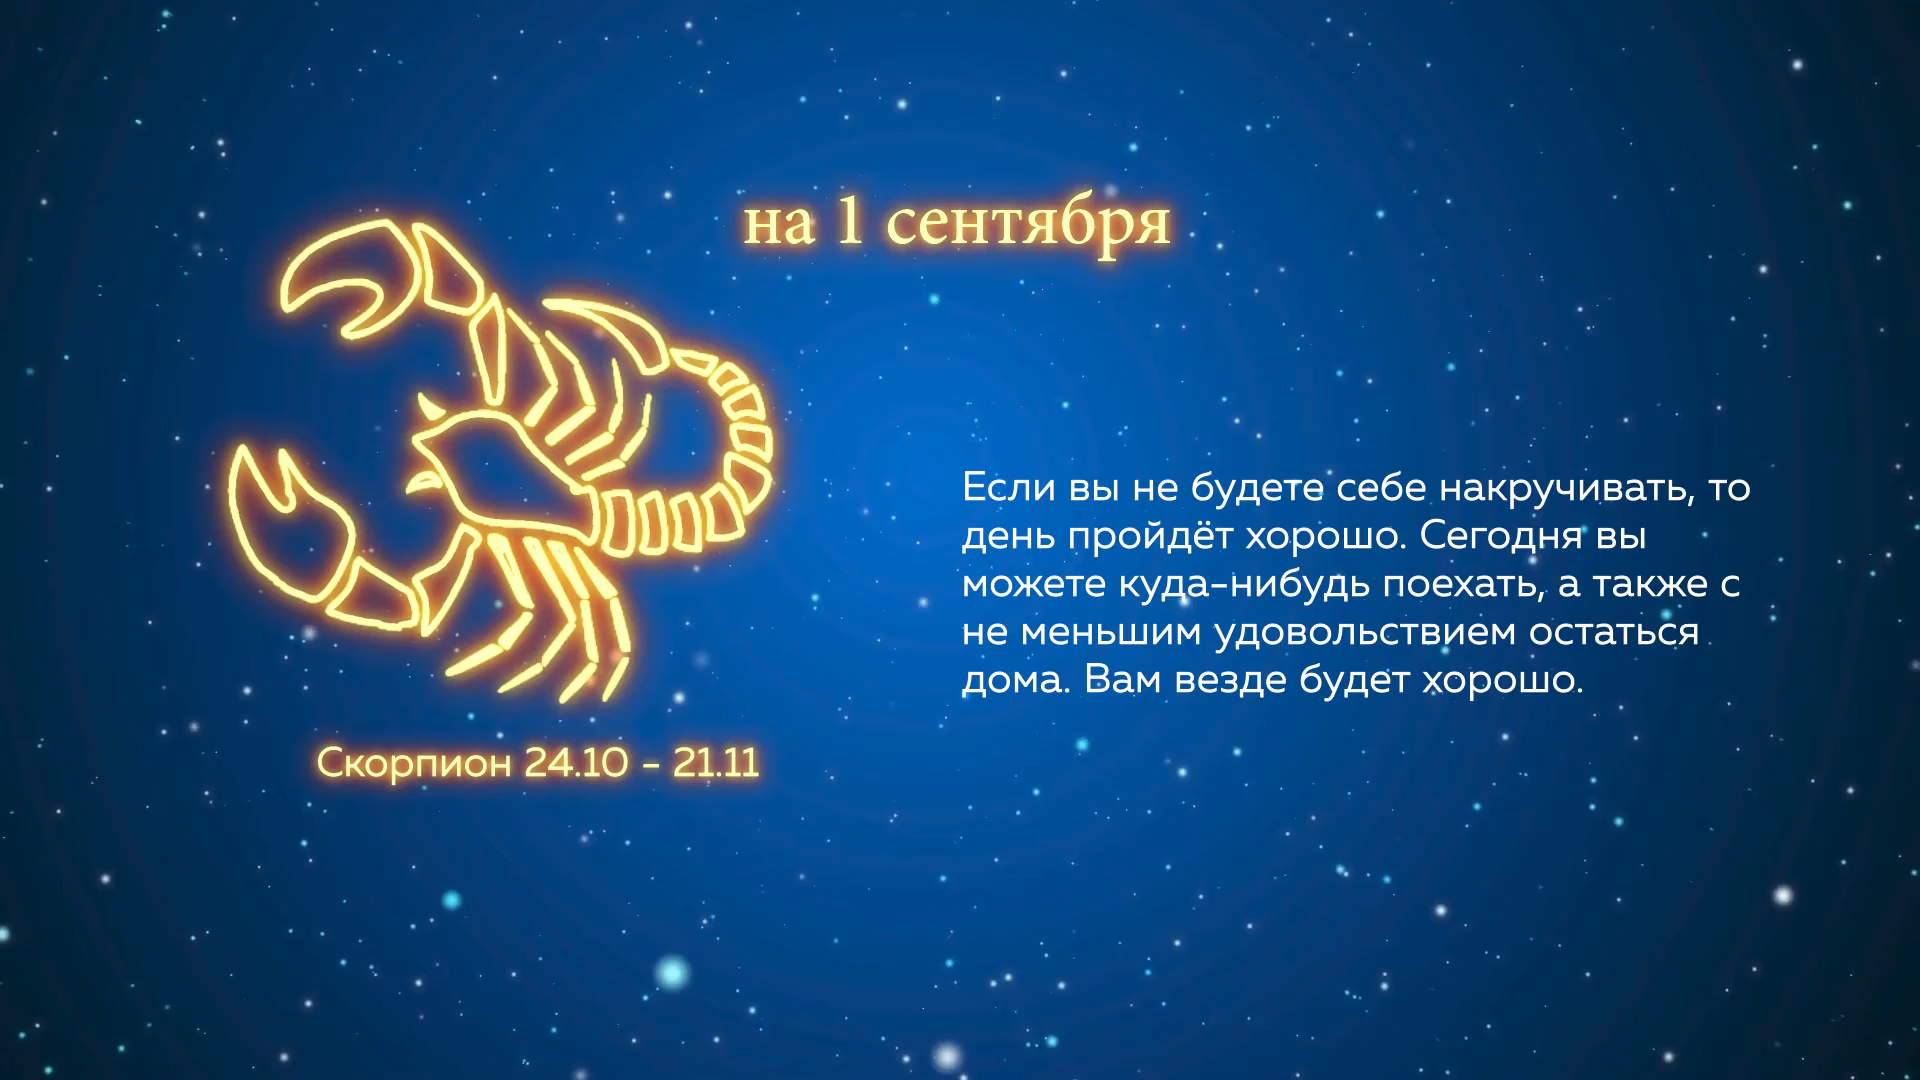 на 1 сентября
Если вы не будете себе накручивать, то
день пройдёт хорошо. Сегодня вы
можете куда-нибудь поехать, а также с
не меньшим удовольствием остаться
дома. Вам везде будет хорошо.
Скорпион 24.10 - 21.11